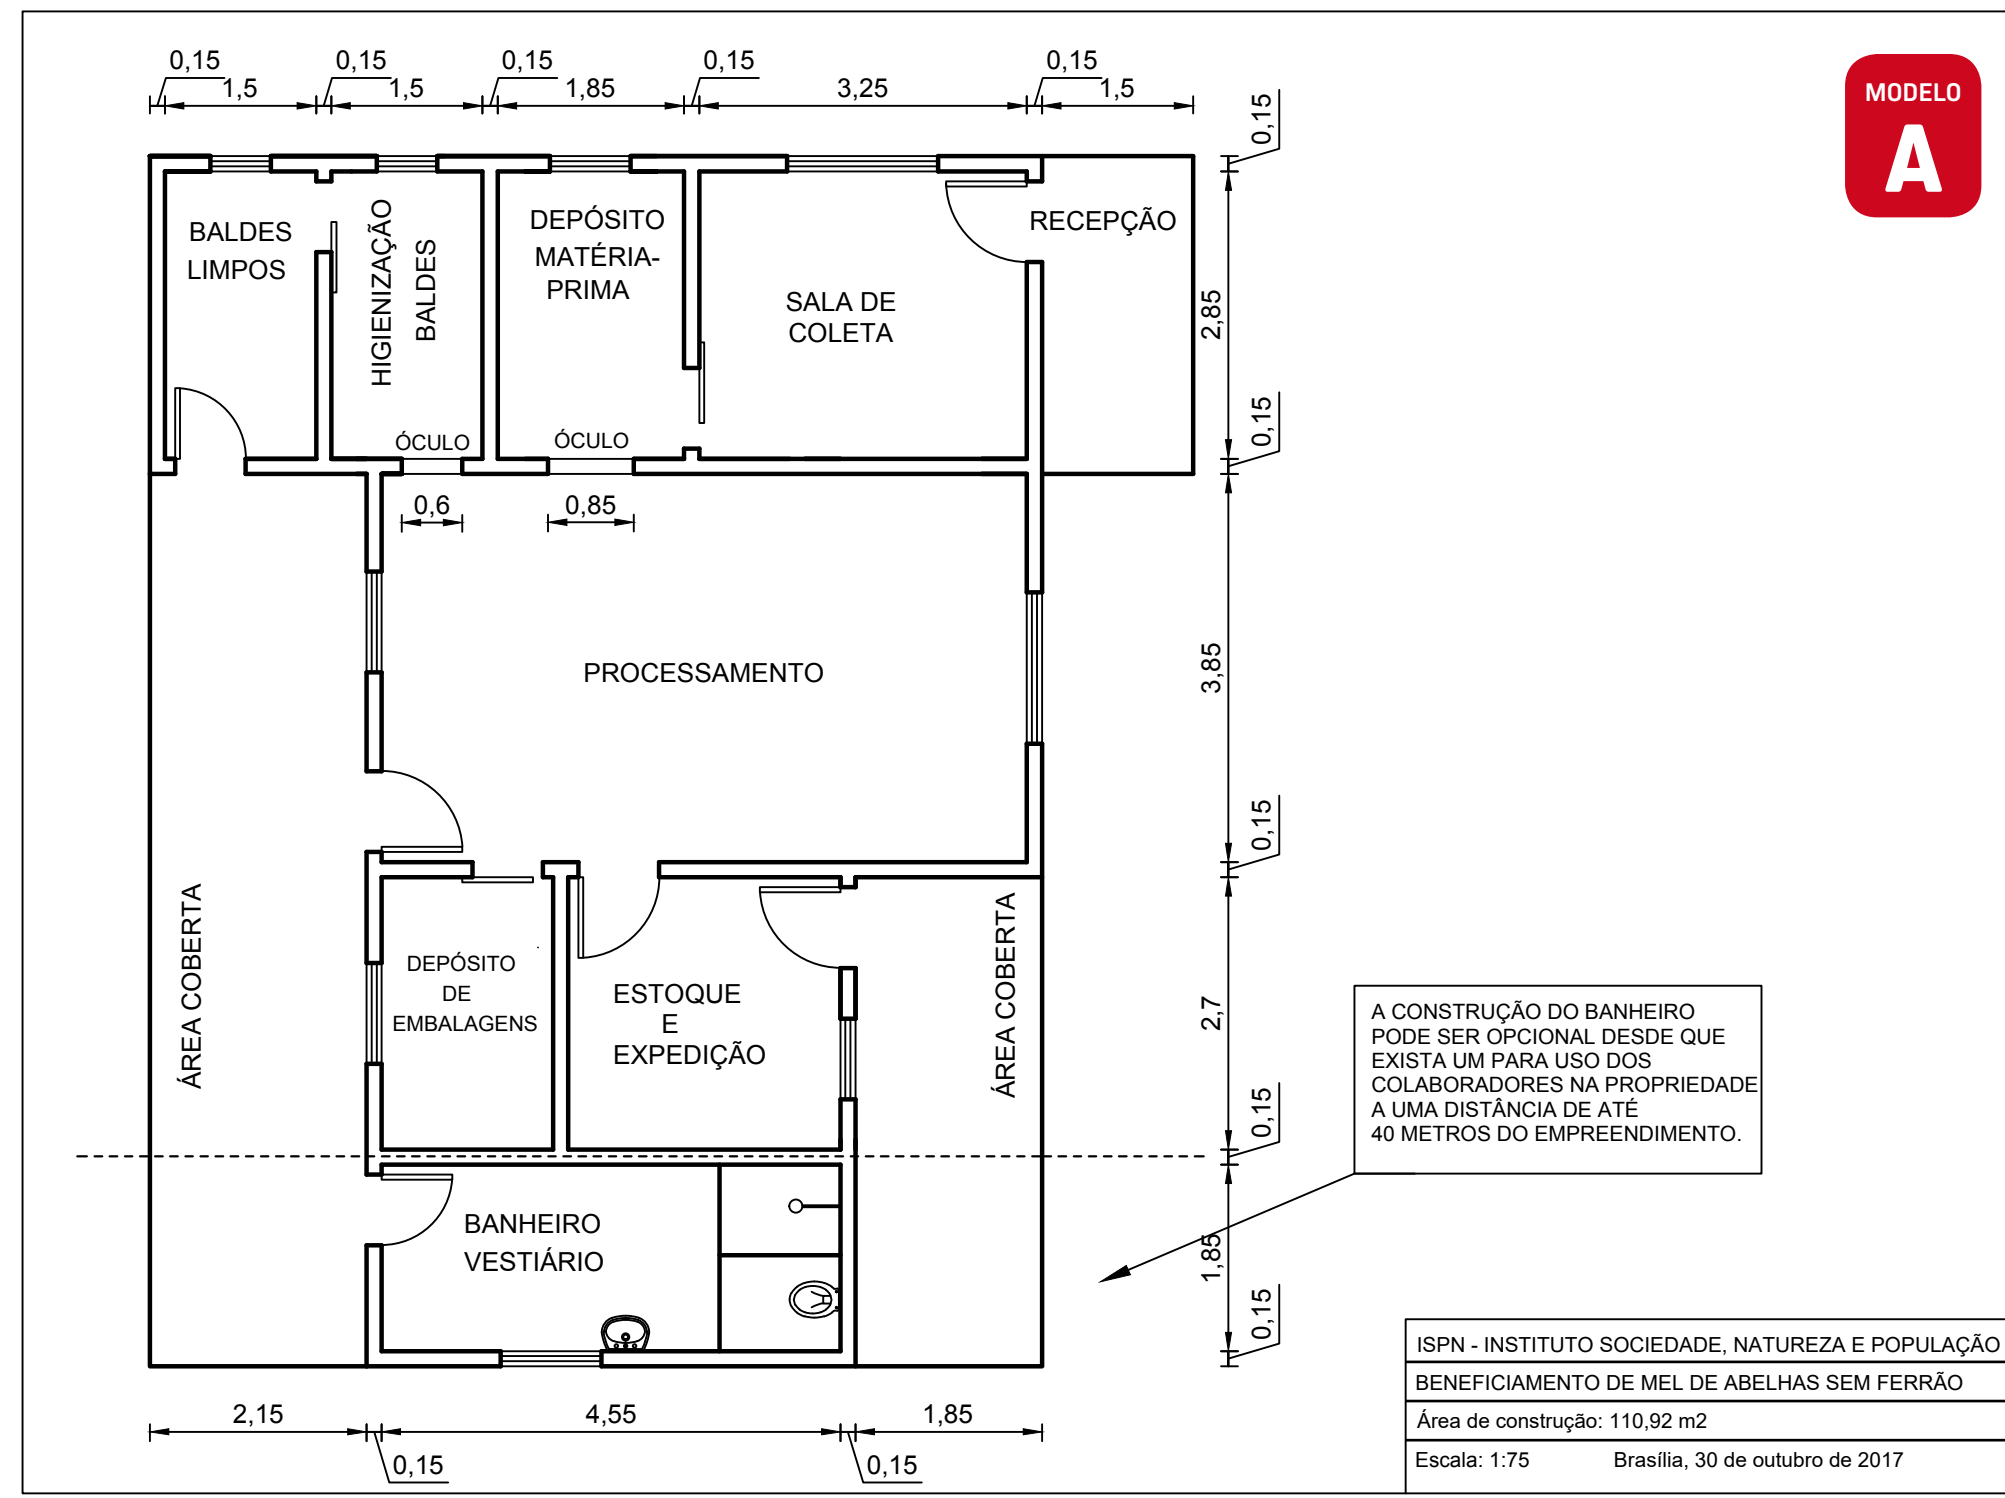 0,15
0,15
0,15
0,15
0,15
1,5
1,5
1,85
3,25
1,5
MODELO
A
0,15
BALDES
LIMPOS
HIGIENIZAÇÃO
BALDES
DEPÓSITO
MATÉRIA-
PRIMA
SALA DE
COLETA
RECEPÇÃO
2,85
0,15
ÓCULO
ÓCULO
0,6
0,85
PROCESSAMENTO
3,85
0,15
ÁREA COBERTA
DEPÓSITO
DE
EMBALAGENS
ESTOQUE
E
EXPEDIÇÃO
ÁREA COBERTA
2,7
0,15
A CONSTRUÇÃO DO BANHEIRO
PODE SER OPCIONAL DESDE QUE
EXISTA UM PARA USO DOS
COLABORADORES NA PROPRIEDADE
A UMA DISTÂNCIA DE ATÉ
40 METROS DO EMPREENDIMENTO.
BANHEIRO
VESTIÁRIO
1,85
0,15
2,15
4,55
1,85
0,15
0,15
ISPN - INSTITUTO SOCIEDADE, NATUREZA E POPULAÇÃO
BENEFICIAMENTO DE MEL DE ABELHAS SEM FERRÃO
Área de construção: 110,92 m2
Escala: 1:75 Brasília, 30 de outubro de 2017